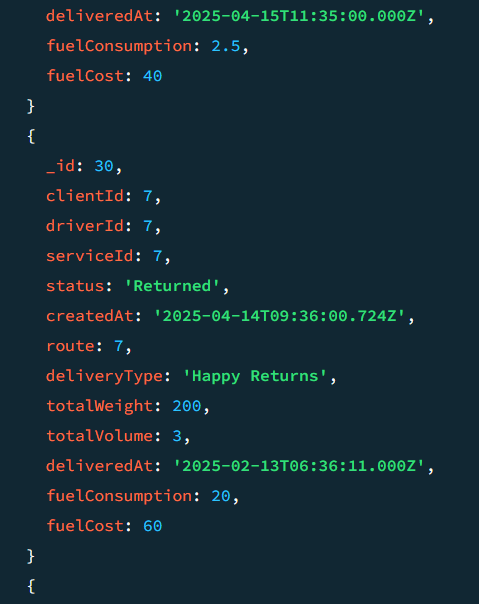 deliveredAt: '2025-04-15T11:35:00.000Z',
fuelConsumption: 2.5,
fuelCost: 40
}
{
_id: 30,
clientId: 7,
driverId: 7,
serviceId: 7,
status: 'Returned',
createdAt: '2025-04-14T09:36:00.724Z',
route: 7,
deliveryType: 'Happy Returns',
totalWeight: 200,
totalVolume: 3,
deliveredAt: '2025-02-13T06:36:11.000Z',
fuelConsumption: 20,
fuelCost: 60
}
{